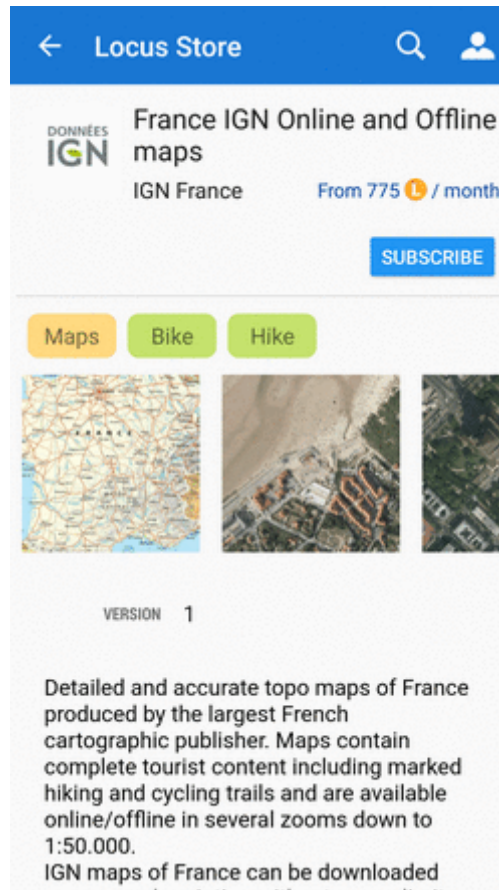 Locus Store
DONNÉES
IGN
France IGN Online and Offline
maps
IGN France
From 775 L / month
SUBSCRIBE
Maps
Bike
Hike
FRANCE
VERSION 1
Detailed and accurate topo maps of France
produced by the largest French
cartographic publisher. Maps contain
complete tourist content including marked
hiking and cycling trails and are available
online/offline in several zooms down to
1:50.000.
IGN maps of France can be downloaded